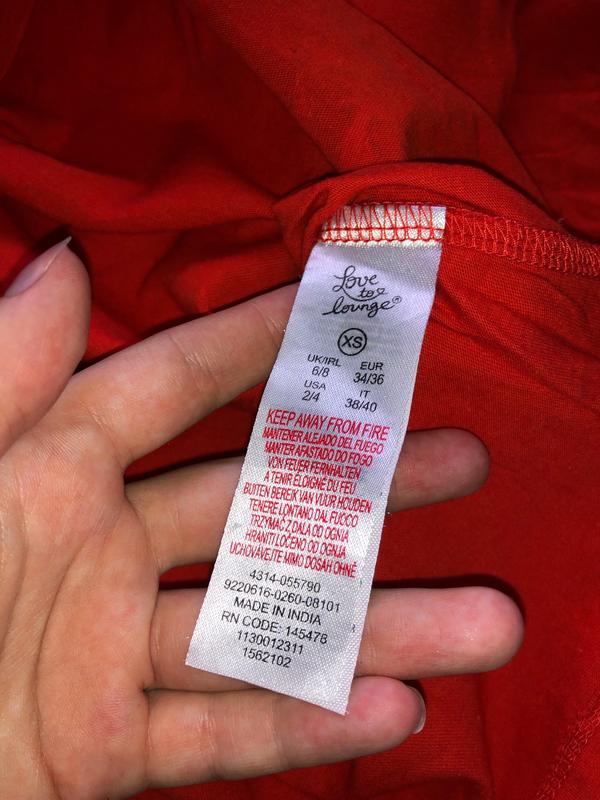 Love
to
lounge®
XS
UK/IRL EUR
6/8 34/36
USA IT
2/4 38/40
KEEP AWAY FROM FIRE
MANTENER ALEJADO DEL FUEGO
MANTER AFASTADO DO FOGO
VON FEUER FERNHALTEN
A TENIR ÉLOIGNÉ DU FEU
BUITEN BEREIK VAN VUUR HOUDEN
TENERE LONTANO DAL FUOCO
TRZYMAĆ Z DALA OD OGNIA
HRANITI LOČENO OD OGNJA
UCHOVÁVEJTE MIMO DOSAH OHNĚ
4314-055790
9220616-0260-08101
MADE IN INDIA
RN CODE: 145478
1130012311
1562102